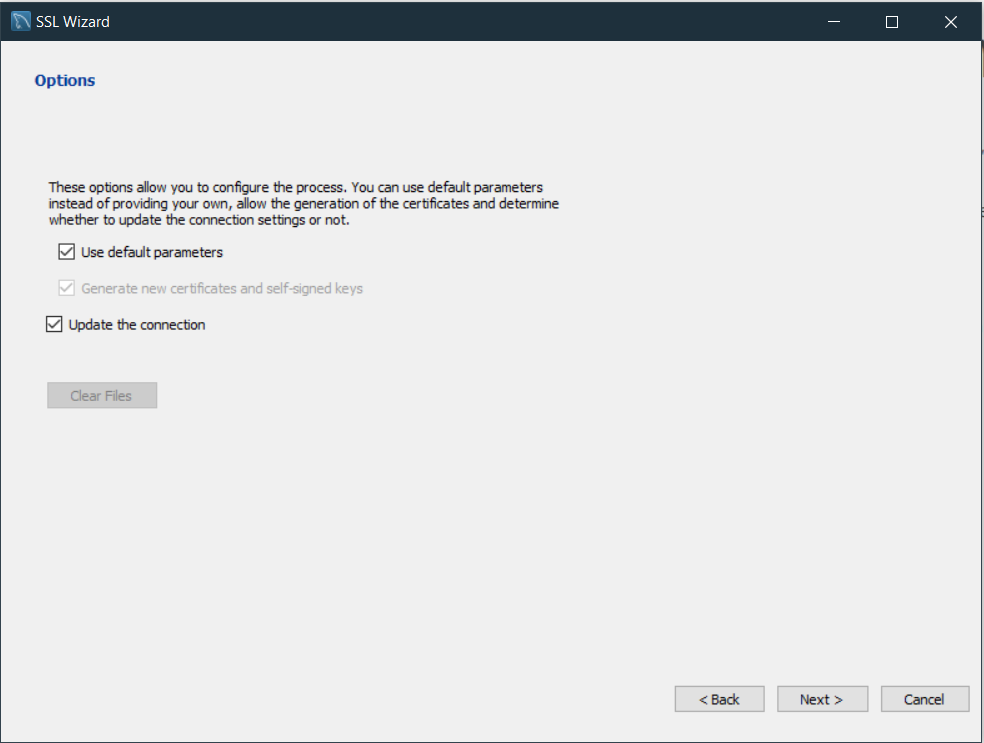 SSL Wizard
Options
These options allow you to configure the process. You can use default parameters
instead of providing your own, allow the generation of the certificates and determine
whether to update the connection settings or not.
Use default parameters
Generate new certificates and self-signed keys
Update the connection
Clear Files
< Back
Next >
Cancel